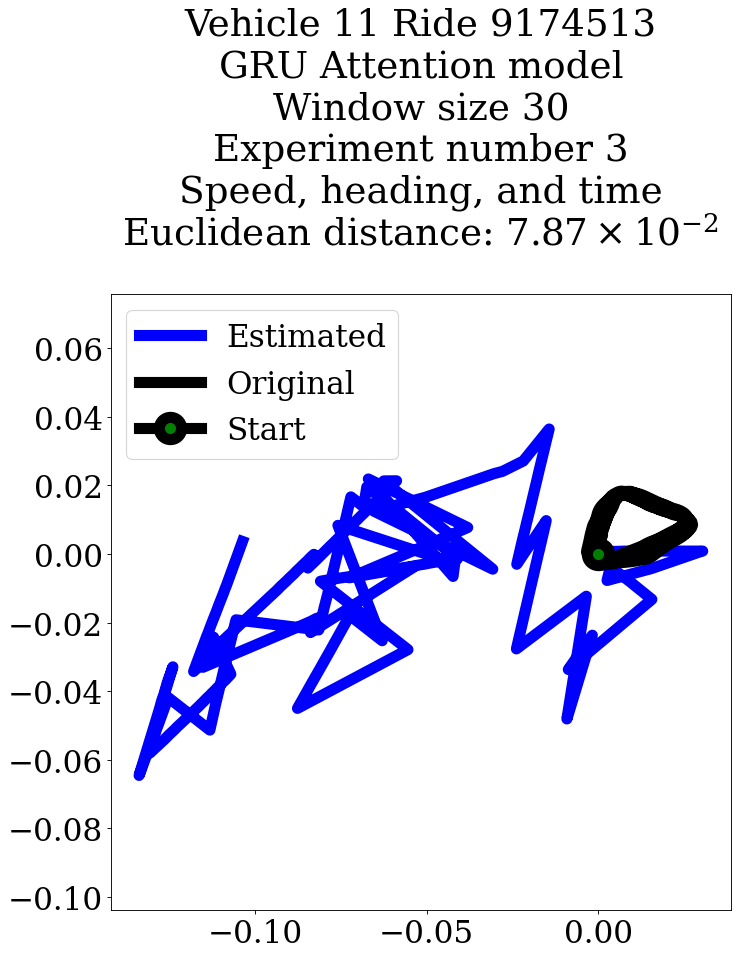 Vehicle 11 Ride 9174513
GRU Attention model
Window size 30
Experiment number 3
Speed, heading, and time
Euclidean distance: 7.87 × 10⁻²
Estimated
Original
Start
0.06
0.04
0.02
0.00
−0.02
−0.04
−0.06
−0.08
−0.10
−0.10 −0.05 0.00